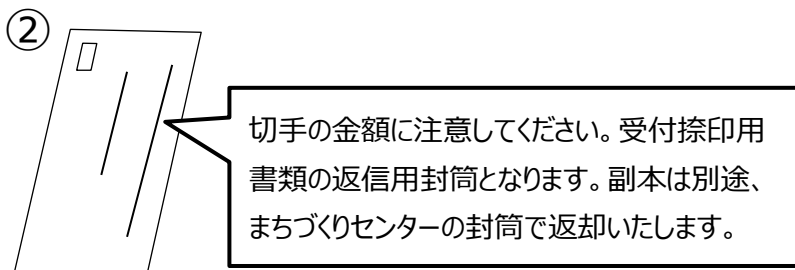 ②
切手の金額に注意してください。受付捺印用
書類の返信用封筒となります。副本は別途、
まちづくりセンターの封筒で返却いたします。